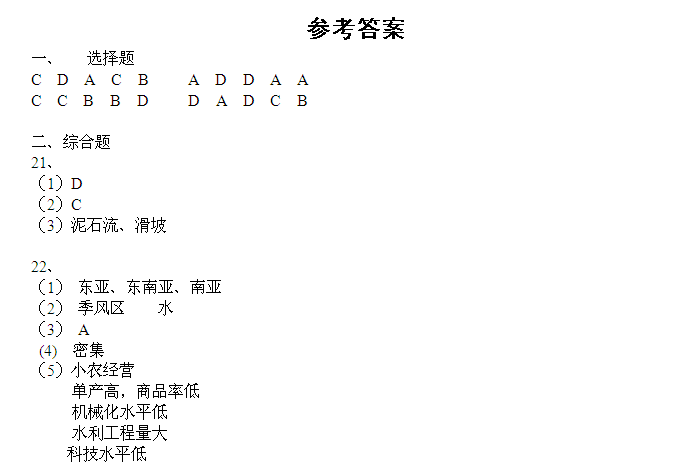 参考答案
一、 选择题
C D A C B A D D A A
C C B B D D A D C B
二、综合题
21、
（1）D
（2）C
（3）泥石流、滑坡
22、
（1） 东亚、东南亚、南亚
（2） 季风区 水
（3） A
(4) 密集
（5）小农经营
单产高，商品率低
机械化水平低
水利工程量大
科技水平低